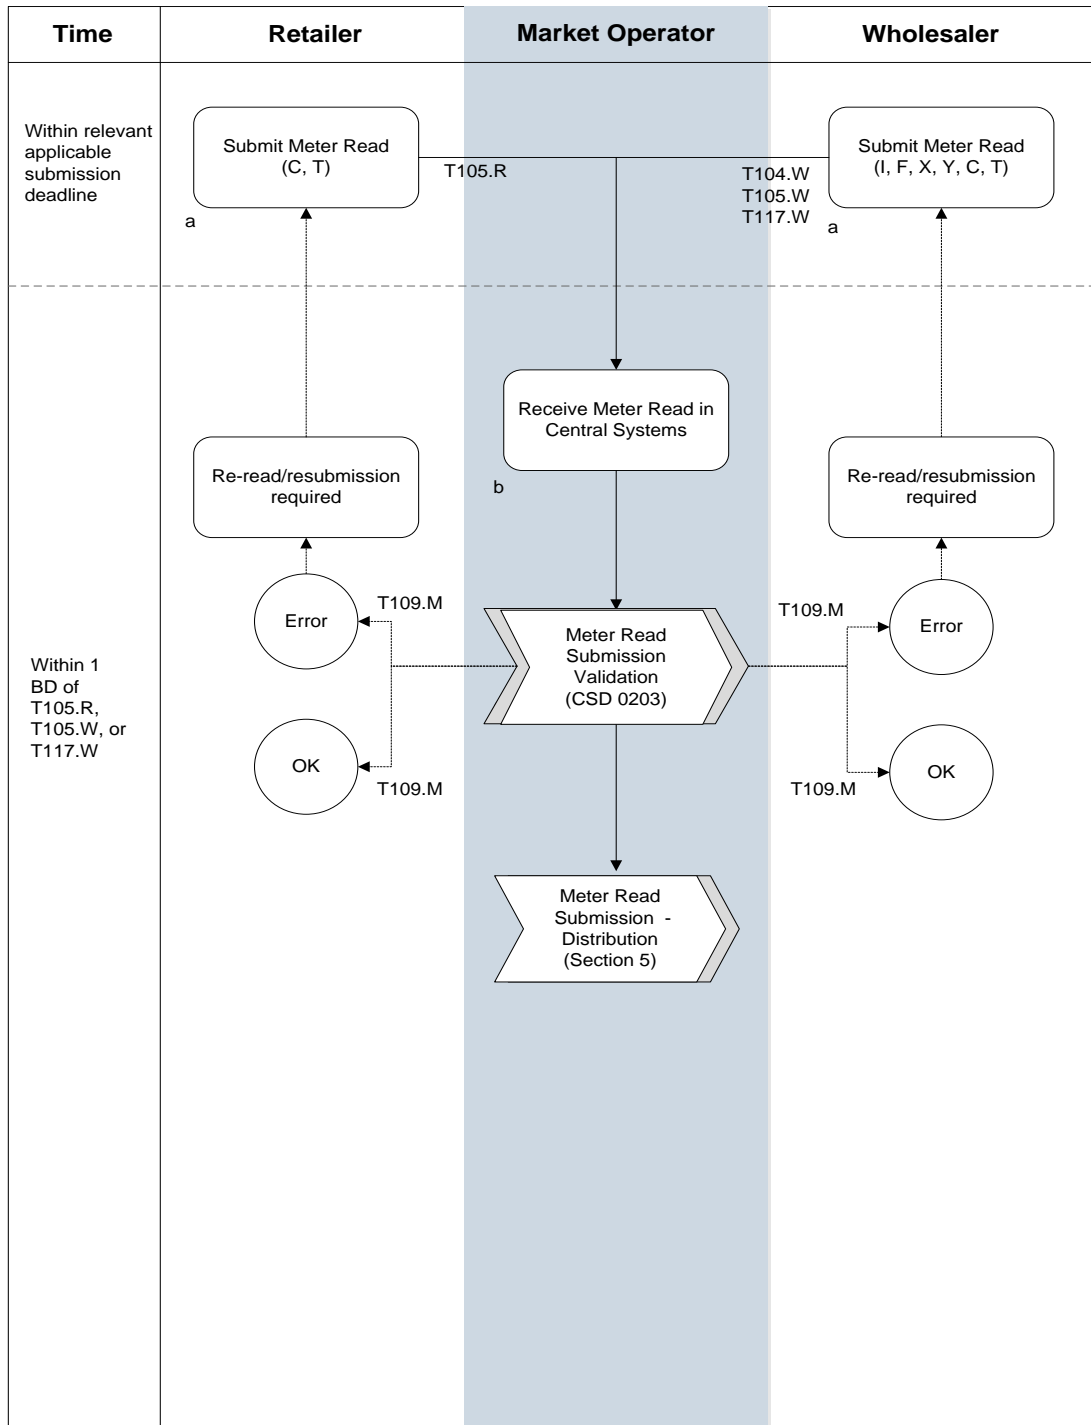 Time
Retailer
Market Operator
Wholesaler
Within relevant
applicable
submission
deadline
Submit Meter Read
(C, T)
a
T105.R
T104.W
T105.W
T117.W
Submit Meter Read
(I, F, X, Y, C, T)
a
Receive Meter Read in
Central Systems
b
Re-read/resubmission
required
Re-read/resubmission
required
Within 1
BD of
T105.R,
T105.W, or
T117.W
Error
T109.M
Meter Read
Submission
Validation
(CSD 0203)
T109.M
Error
OK
T109.M
T109.M
OK
Meter Read
Submission -
Distribution
(Section 5)